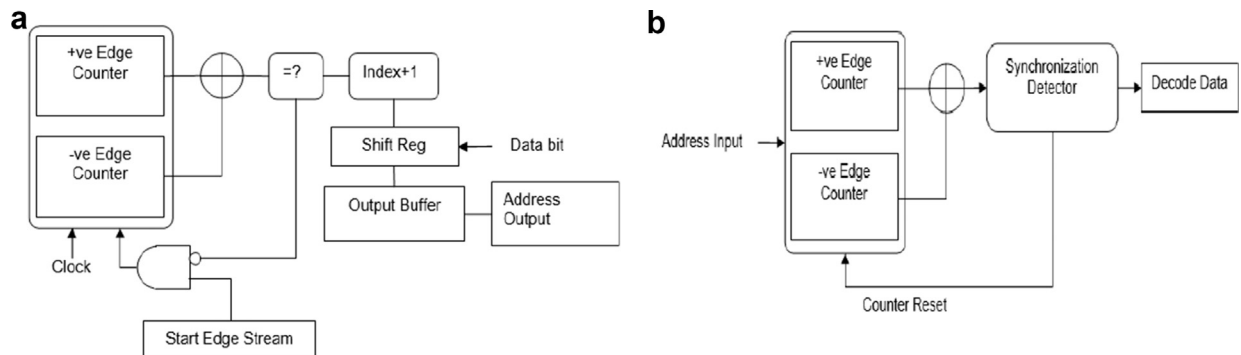 a
+ve Edge
Counter
=?
Index+1
-ve Edge
Counter
Shift Reg
Data bit
Output Buffer
Address
Output
Clock
Start Edge Stream
b
+ve Edge
Counter
Synchronization
Detector
Decode Data
Address Input
-ve Edge
Counter
Counter Reset